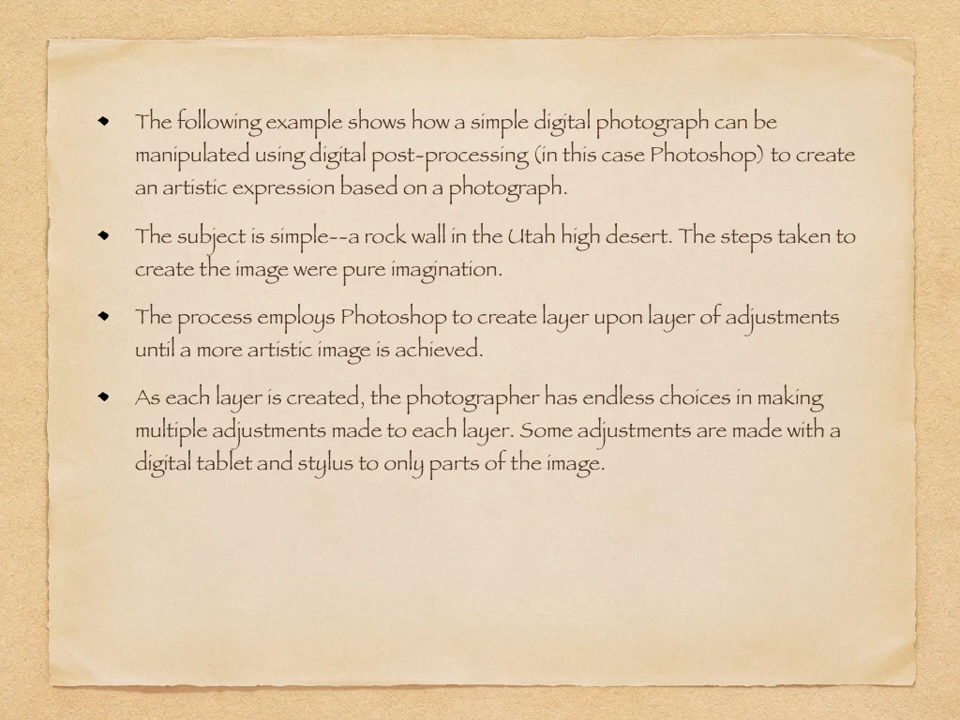 The following example shows how a simple digital photograph can be
manipulated using digital post-processing (in this case Photoshop) to create
an artistic expression based on a photograph.
The subject is simple--a rock wall in the Utah high desert. The steps taken to
create the image were pure imagination.
The process employs Photoshop to create layer upon layer of adjustments
until a more artistic image is achieved.
As each layer is created, the photographer has endless choices in making
multiple adjustments made to each layer. Some adjustments are made with a
digital tablet and stylus to only parts of the image.